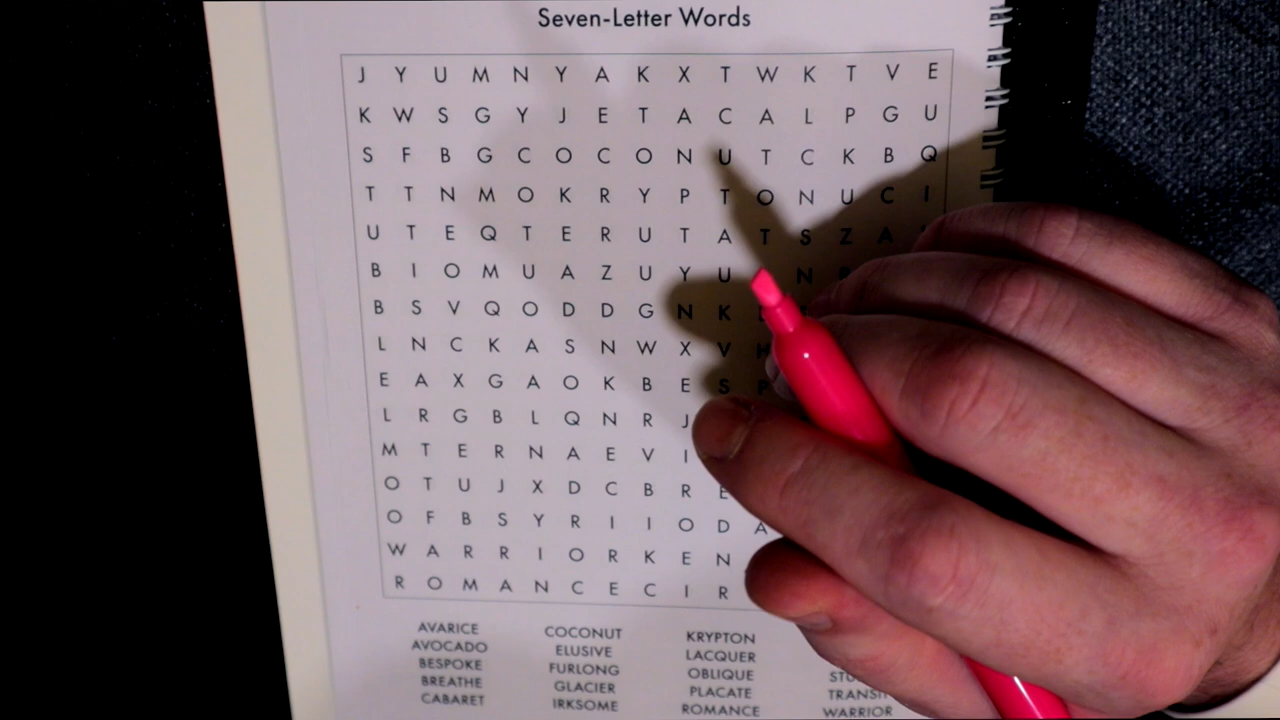 Seven-Letter Words
J Y U M N Y A K X T W K T V E
K W S G Y J E T A C A L P G U
S F B G C O C O N U T C K B Q
T T N M O K R Y P T O N U C I
U T E Q T E R U T A T S Z A
B I O M U A Z U Y U N
B S V Q O D D G N K
L N C K A S N W X V H
E A X G A O K B E S P
L R G B L Q N R J
M T E R N A E V I
O T U J X D C B R E
O F B S Y R I I O D A
W A R R I O R K E N
R O M A N C E C I R
AVARICE COCONUT KRYPTON
AVOCADO ELUSIVE LACQUER
BESPOKE FURLONG OBLIQUE
BREATHE GLACIER PLACATE TRANSIT
CABARET IRKSOME ROMANCE WARRIOR